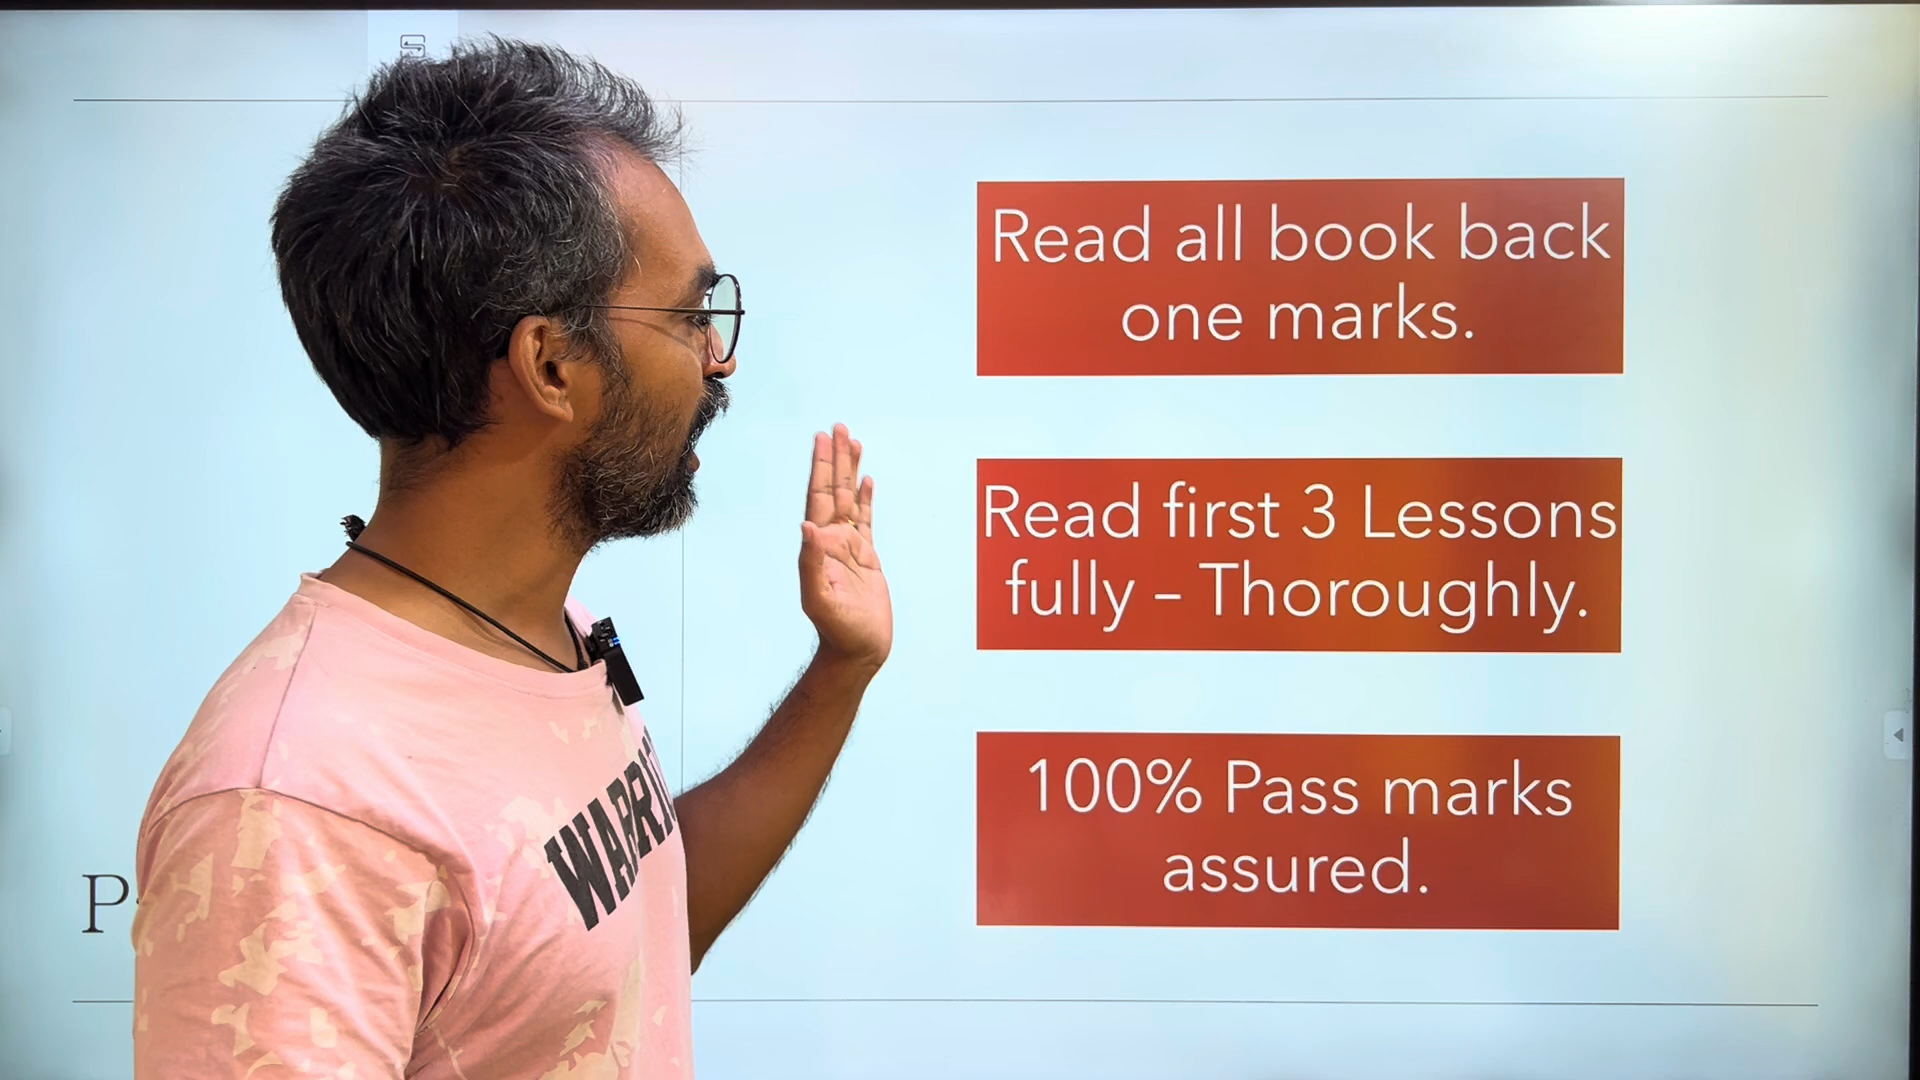 Read all book back
one marks.
Read first 3 Lessons
fully – Thoroughly.
100% Pass marks
assured.